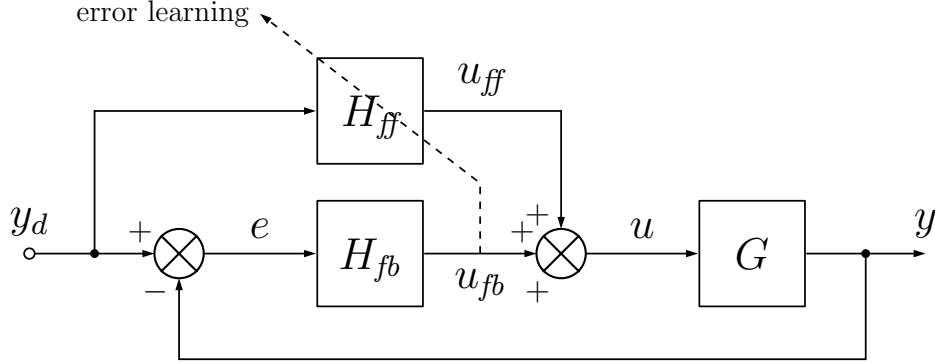 error learning
u_ff
H_ff
y_d
+
e
H_fb
u_fb
+
+
+
u
G
y
−